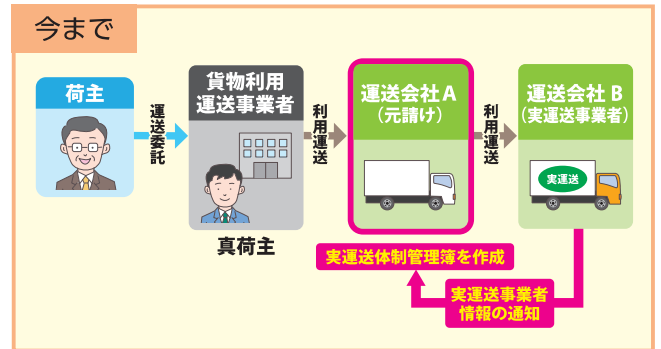 今まで
荷主
運送委託
貨物利用
運送事業者
真荷主
利用運送
運送会社A
（元請け）
利用運送
運送会社B
（実運送事業者）
実運送
実運送体制管理簿を作成
実運送事業者
情報の通知